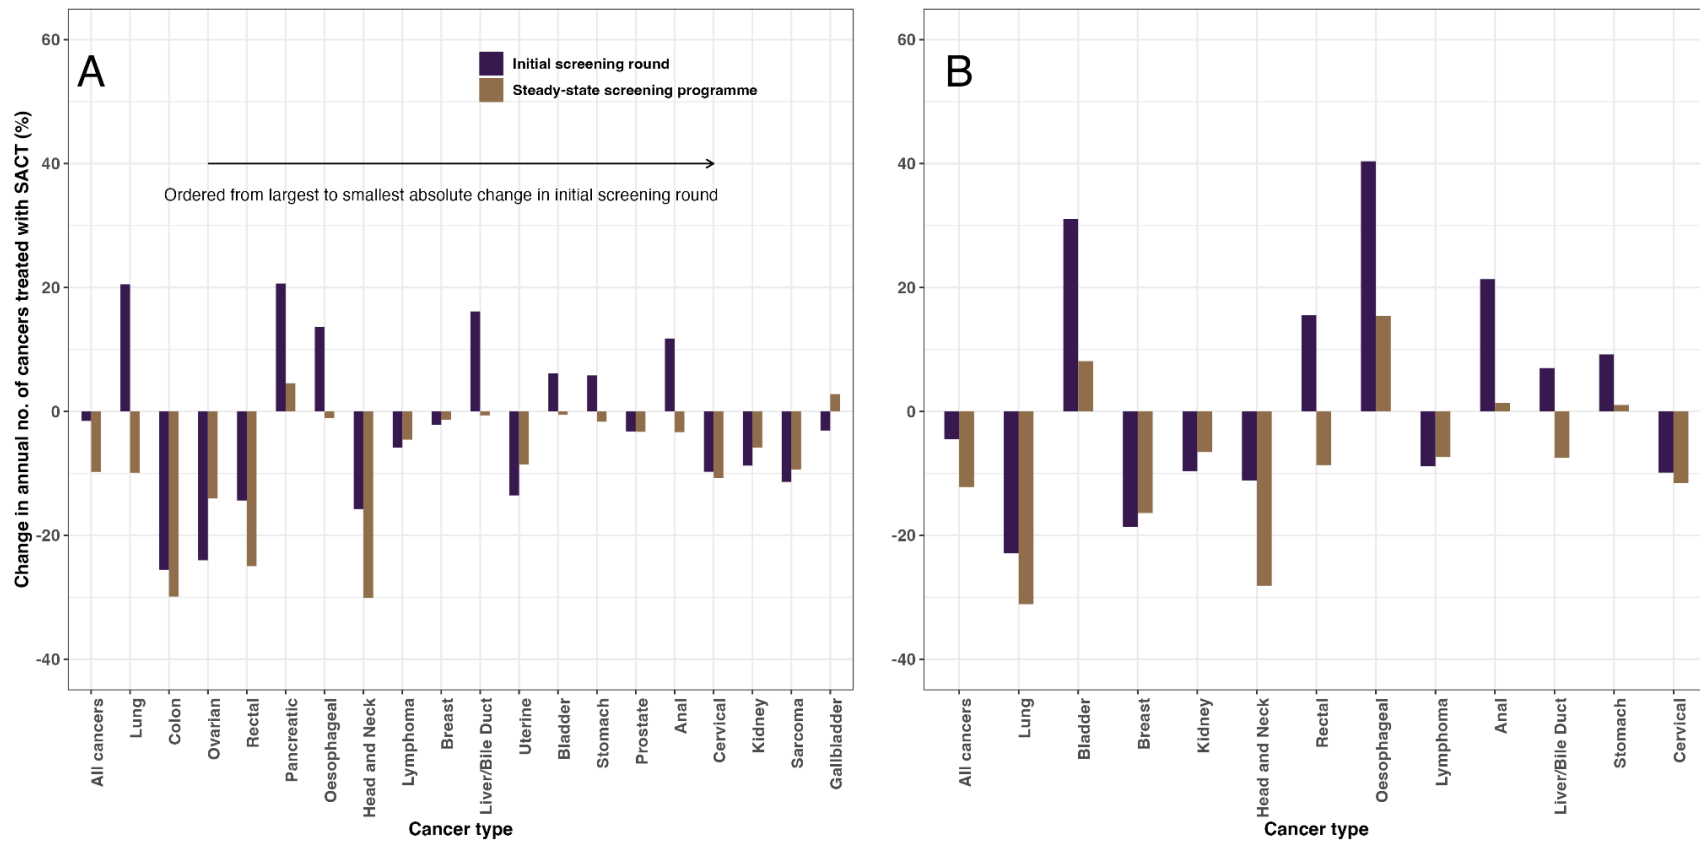 A
Initial screening round
Steady-state screening programme
Ordered from largest to smallest absolute change in initial screening round
Change in annual no. of cancers treated with SACT (%)
60
40
20
0
-20
-40
All cancers
Lung
Colon
Ovarian
Rectal
Pancreatic
Oesophageal
Head and Neck
Lymphoma
Breast
Liver/Bile Duct
Uterine
Bladder
Stomach
Prostate
Anal
Cervical
Kidney
Sarcoma
Gallbladder
Cancer type
B
60
40
20
0
-20
-40
All cancers
Lung
Bladder
Breast
Kidney
Head and Neck
Rectal
Oesophageal
Lymphoma
Anal
Liver/Bile Duct
Stomach
Cervical
Cancer type